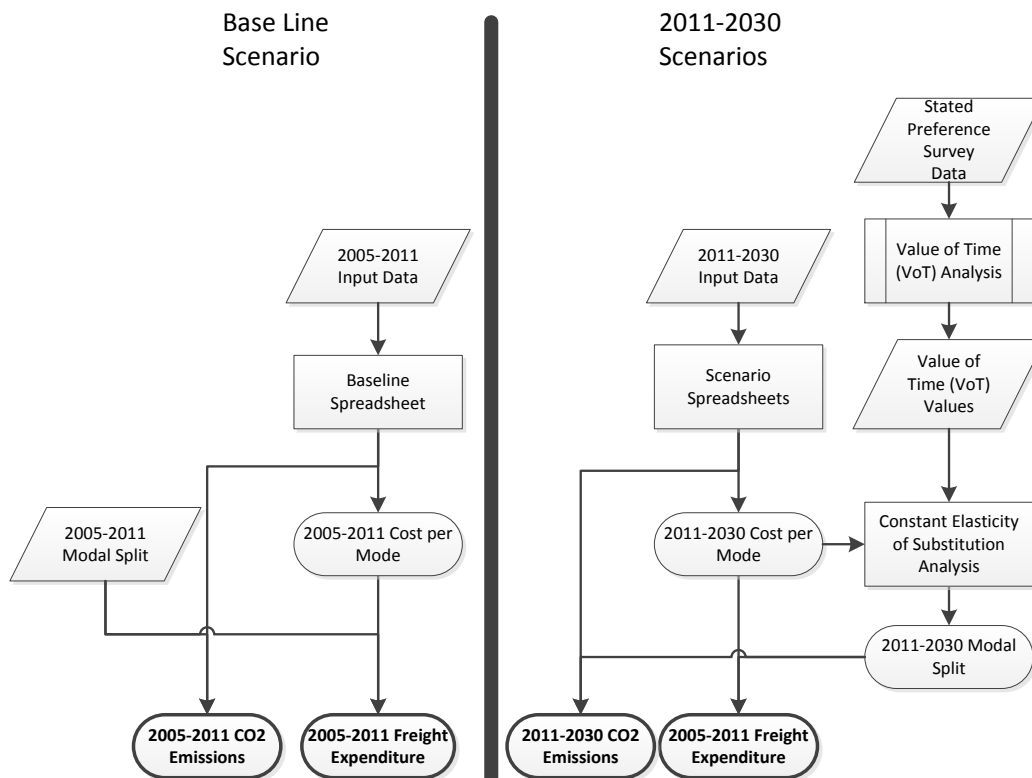 Base Line
Scenario
2011-2030
Scenarios
2005-2011
Input Data
Baseline
Spreadsheet
2005-2011
Modal Split
2005-2011 Cost per
Mode
2005-2011 CO2
Emissions
2005-2011 Freight
Expenditure
Stated
Preference
Survey
Data
2011-2030
Input Data
Value of Time
(VoT) Analysis
Scenario
Spreadsheets
Value of
Time (VoT)
Values
2011-2030 Cost per
Mode
Constant Elasticity
of Substitution
Analysis
2011-2030 Modal
Split
2011-2030 CO2
Emissions
2005-2011 Freight
Expenditure